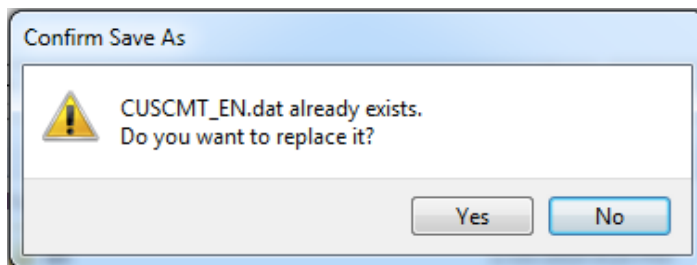 Confirm Save As
CUSCMT_EN.dat already exists.
Do you want to replace it?
Yes
No